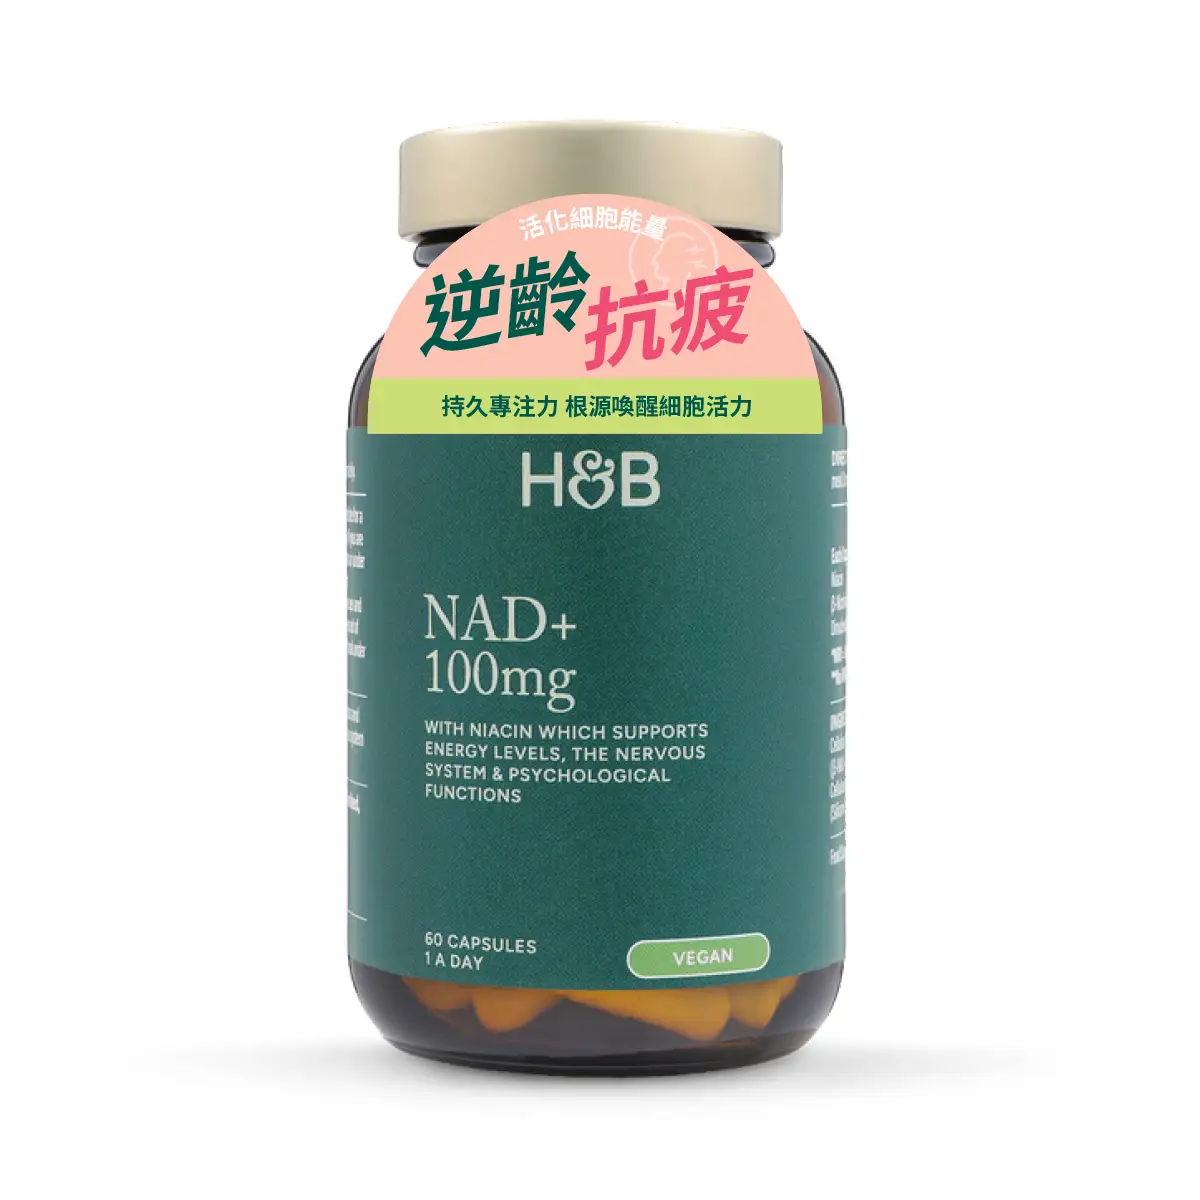 活化細胞能量
逆齡抗疲
持久專注力 根源喚醒細胞活力
H&B
NAD+
100mg
WITH NIACIN WHICH SUPPORTS
ENERGY LEVELS, THE NERVOUS
SYSTEM & PSYCHOLOGICAL
FUNCTIONS
60 CAPSULES
1 A DAY
VEGAN